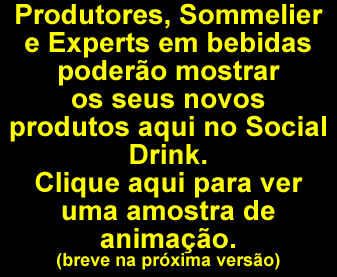 Produtores, Sommelier
e Experts em bebidas
poderão mostrar
os seus novos
produtos aqui no Social
Drink.
Clique aqui para ver
uma amostra de
animação.
(breve na próxima versão)